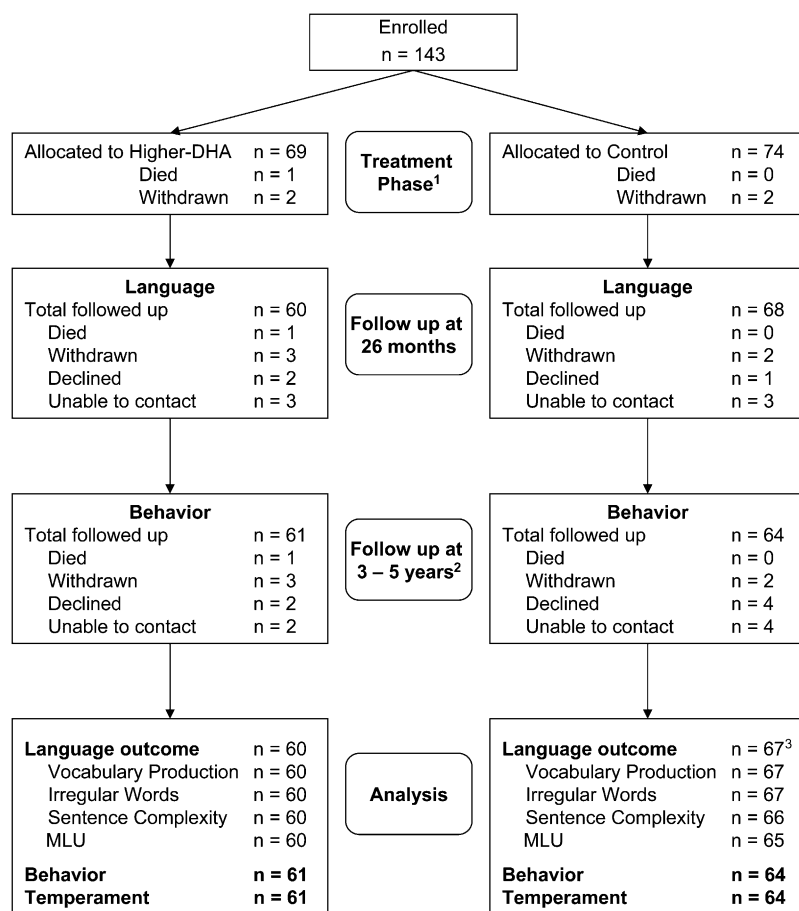 Enrolled
n = 143
Allocated to Higher-DHA n = 69
Died n = 1
Withdrawn n = 2
Treatment
Phase¹
Allocated to Control n = 74
Died n = 0
Withdrawn n = 2
Language
Total followed up n = 60
Died n = 1
Withdrawn n = 3
Declined n = 2
Unable to contact n = 3
Follow up at
26 months
Language
Total followed up n = 68
Died n = 0
Withdrawn n = 2
Declined n = 1
Unable to contact n = 3
Behavior
Total followed up n = 61
Died n = 1
Withdrawn n = 3
Declined n = 2
Unable to contact n = 2
Follow up at
3 – 5 years²
Behavior
Total followed up n = 64
Died n = 0
Withdrawn n = 2
Declined n = 4
Unable to contact n = 4
Language outcome n = 60
Vocabulary Production n = 60
Irregular Words n = 60
Sentence Complexity n = 60
MLU n = 60
Behavior n = 61
Temperament n = 61
Analysis
Language outcome n = 67³
Vocabulary Production n = 67
Irregular Words n = 67
Sentence Complexity n = 66
MLU n = 65
Behavior n = 64
Temperament n = 64